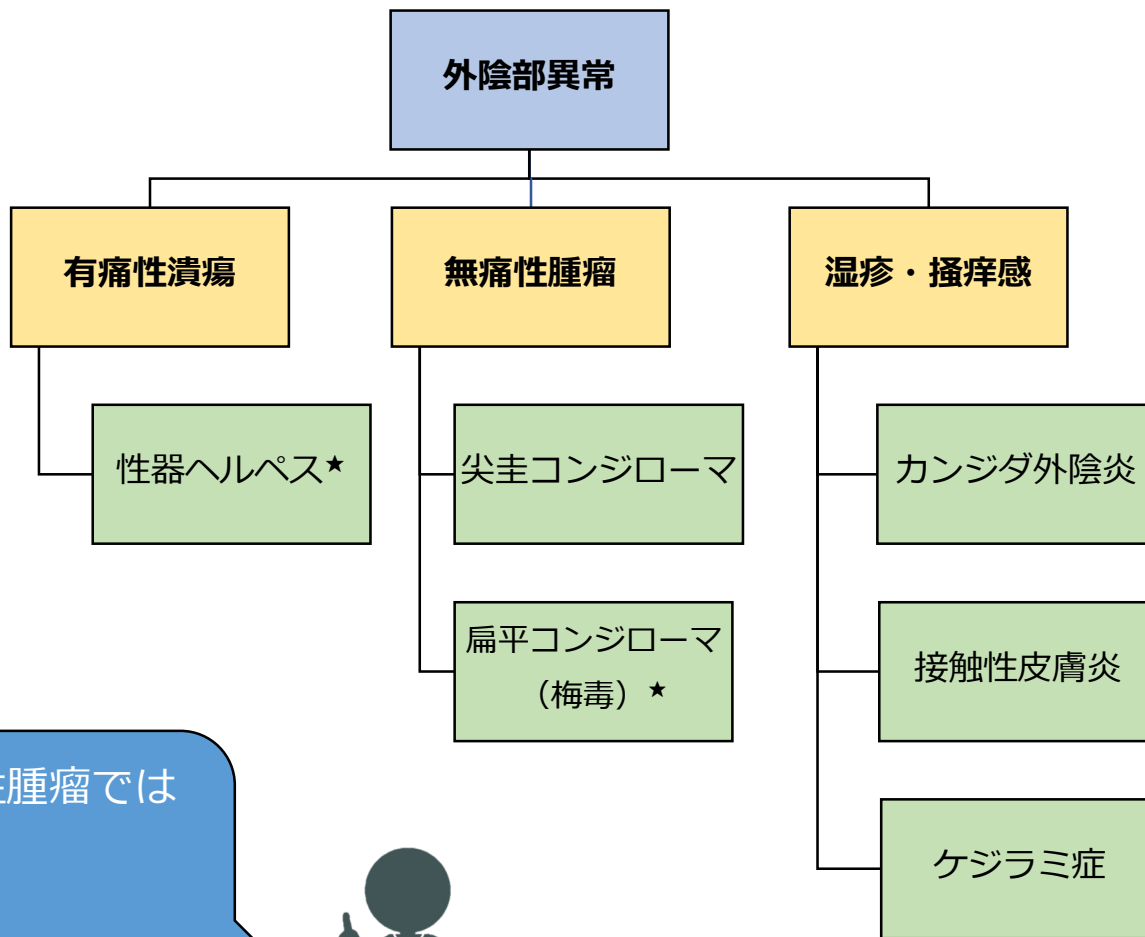 外陰部異常
有痛性潰瘍
無痛性腫瘤
湿疹・掻痒感
性器ヘルペス★
尖圭コンジローマ
カンジダ外陰炎
扁平コンジローマ
（梅毒）★
接触性皮膚炎
ケジラミ症
性腫瘤では